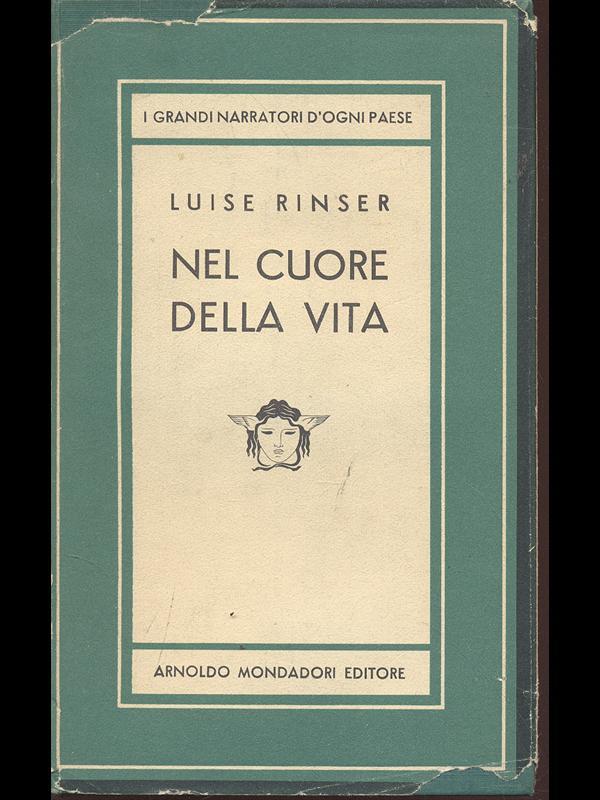 I GRANDI NARRATORI D'OGNI PAESE
LUISE RINSER
NEL CUORE
DELLA VITA
ARNOLDO MONDADORI EDITORE